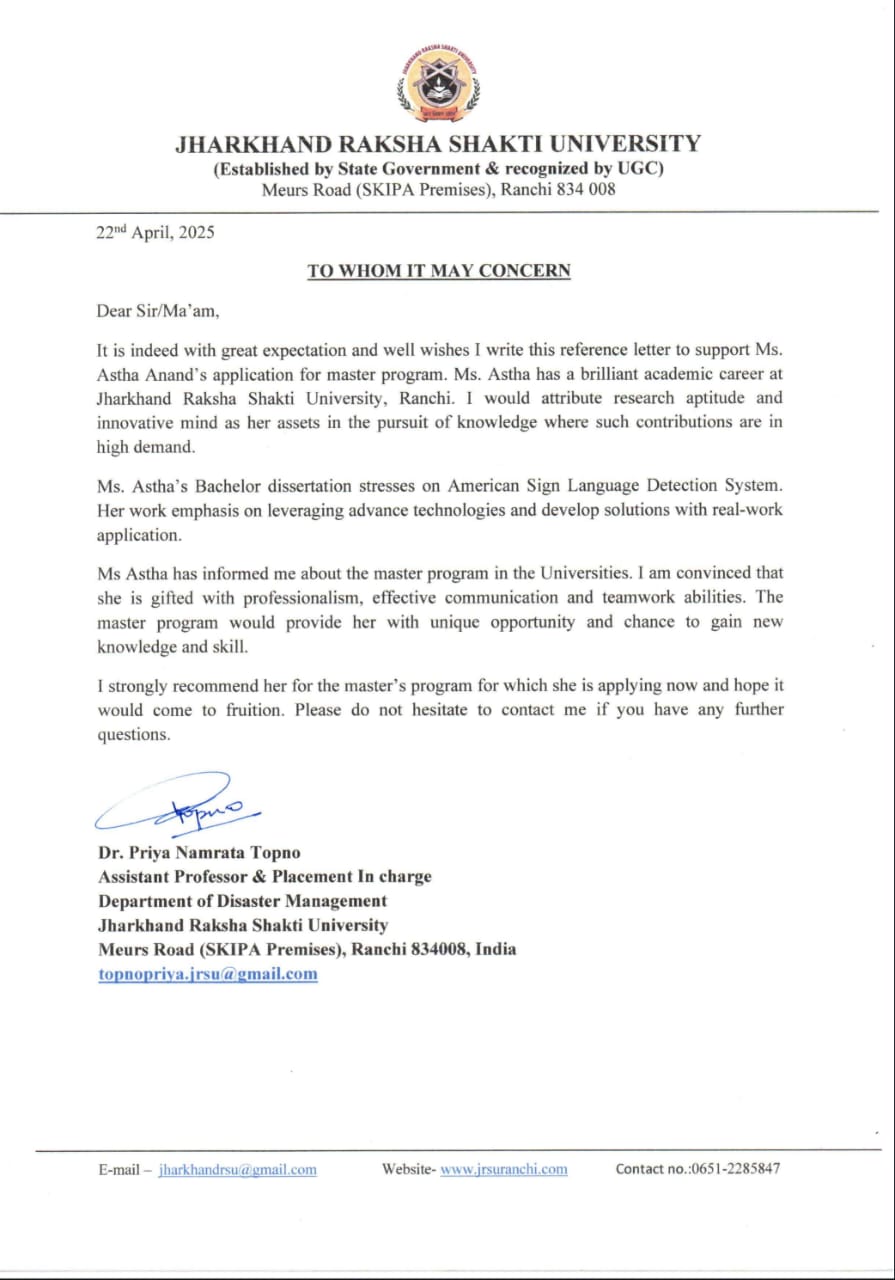 JHARKHAND RAKSHA SHAKTI UNIVERSITY
JHARKHAND RAKSHA SHAKTI UNIVERSITY
(Established by State Government & recognized by UGC)
Meurs Road (SKIPA Premises), Ranchi 834 008
22nd April, 2025
TO WHOM IT MAY CONCERN
Dear Sir/Ma'am,
It is indeed with great expectation and well wishes I write this reference letter to support Ms.
Astha Anand's application for master program. Ms. Astha has a brilliant academic career at
Jharkhand Raksha Shakti University, Ranchi. I would attribute research aptitude and
innovative mind as her assets in the pursuit of knowledge where such contributions are in
high demand.
Ms. Astha's Bachelor dissertation stresses on American Sign Language Detection System.
Her work emphasis on leveraging advance technologies and develop solutions with real-work
application.
Ms Astha has informed me about the master program in the Universities. I am convinced that
she is gifted with professionalism, effective communication and teamwork abilities. The
master program would provide her with unique opportunity and chance to gain new
knowledge and skill.
I strongly recommend her for the master's program for which she is applying now and hope it
would come to fruition. Please do not hesitate to contact me if you have any further
questions.
Topno
Dr. Priya Namrata Topno
Assistant Professor & Placement In charge
Department of Disaster Management
Jharkhand Raksha Shakti University
Meurs Road (SKIPA Premises), Ranchi 834008, India
topnopriya.jrsu@gmail.com
E-mail – jharkhandrsu@gmail.com Website- www.jrsuranchi.com Contact no.:0651-2285847